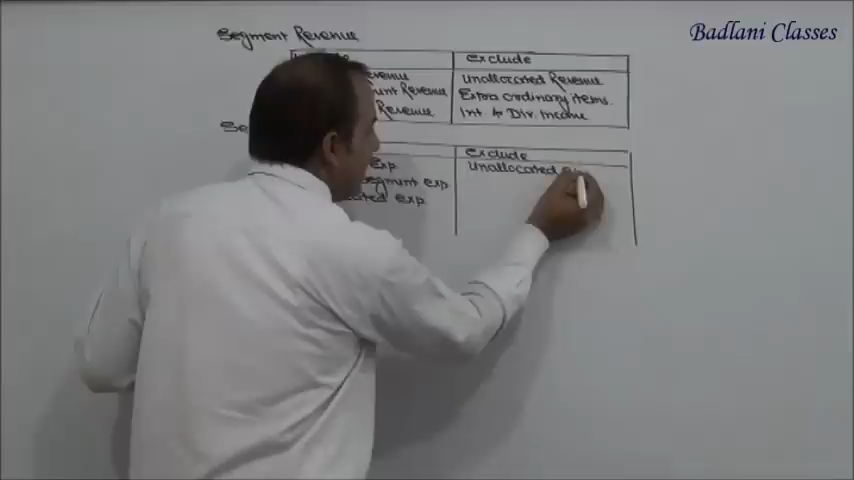 Badlani Classes
Segment Revenue
Exclude
Revenue Unallocated Revenue
Revenue Extra ordinary items.
Revenue Int. & Div. Income
Exclude
Exp Unallocated
Segment exp
exp